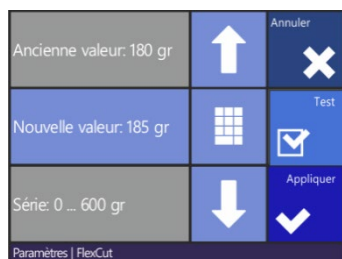 Ancienne valeur: 180 gr
Annuler
Nouvelle valeur: 185 gr
Test
Série: 0 ... 600 gr
Appliquer
Paramètres | FlexCut